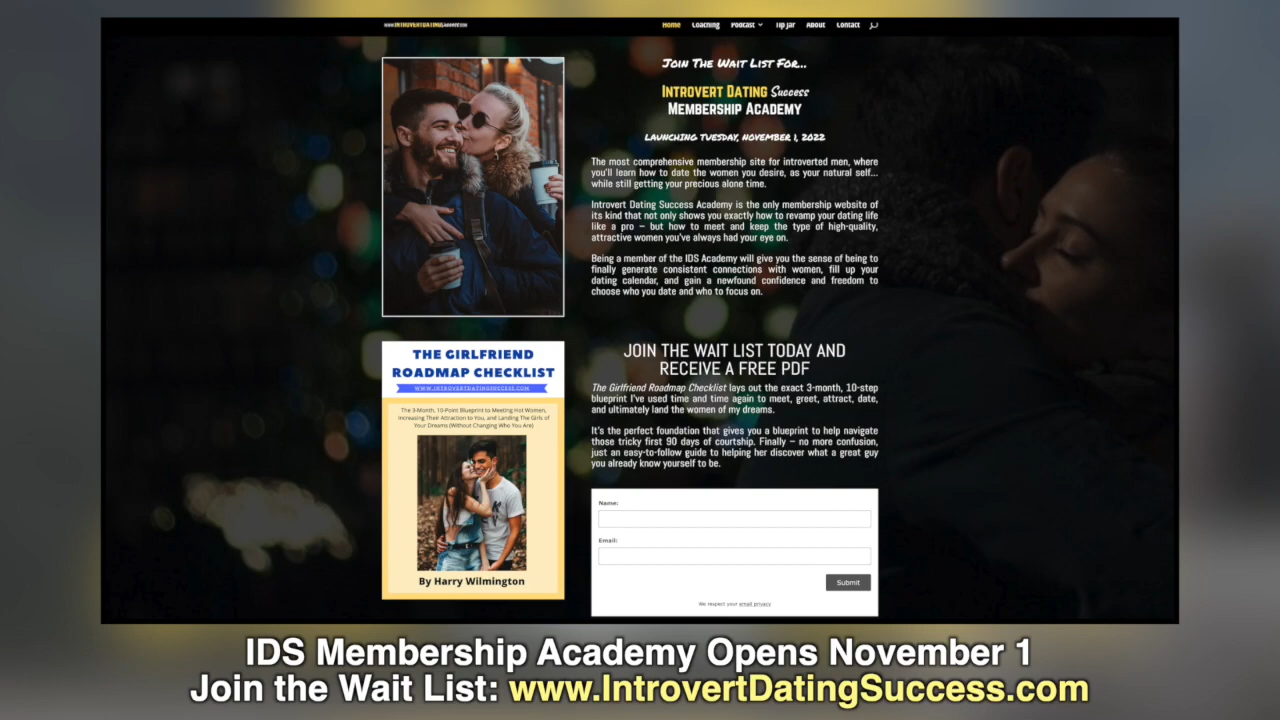 www.INTROVERTDATINGSuccess.com
Home Coaching Podcast Tip Jar About Contact
Join The Wait List For...
Introvert Dating Success
Membership Academy
Launching Tuesday, November 1, 2022
The most comprehensive membership site for introverted men, where
you'll learn how to date the women you desire, as your natural self...
while still getting your precious alone time.
Introvert Dating Success Academy is the only membership website of
its kind that not only shows you exactly how to revamp your dating life
like a pro – but how to meet and keep the type of high-quality,
attractive women you've always had your eye on.
Being a member of the IDS Academy will give you the sense of being to
finally generate consistent connections with women, fill up your
dating calendar, and gain a newfound confidence and freedom to
choose who you date and who to focus on.
THE GIRLFRIEND
ROADMAP CHECKLIST
WWW.INTROVERTDATINGSUCCESS.COM
The 3-Month, 10-Point Blueprint to Meeting Hot Women,
Increasing Their Attraction to You, and Landing The Girls of
Your Dreams (Without Changing Who You Are)
By Harry Wilmington
JOIN THE WAIT LIST TODAY AND
RECEIVE A FREE PDF
The Girlfriend Roadmap Checklist lays out the exact 3-month, 10-step
blueprint I've used time and time again to meet, greet, attract, date,
and ultimately land the women of my dreams.
It's the perfect foundation that gives you a blueprint to help navigate
those tricky first 90 days of courtship. Finally – no more confusion,
just an easy-to-follow guide to helping her discover what a great guy
you already know yourself to be.
Name:
Email:
Submit
We respect your email privacy
IDS Membership Academy Opens November 1
Join the Wait List: www.IntrovertDatingSuccess.com